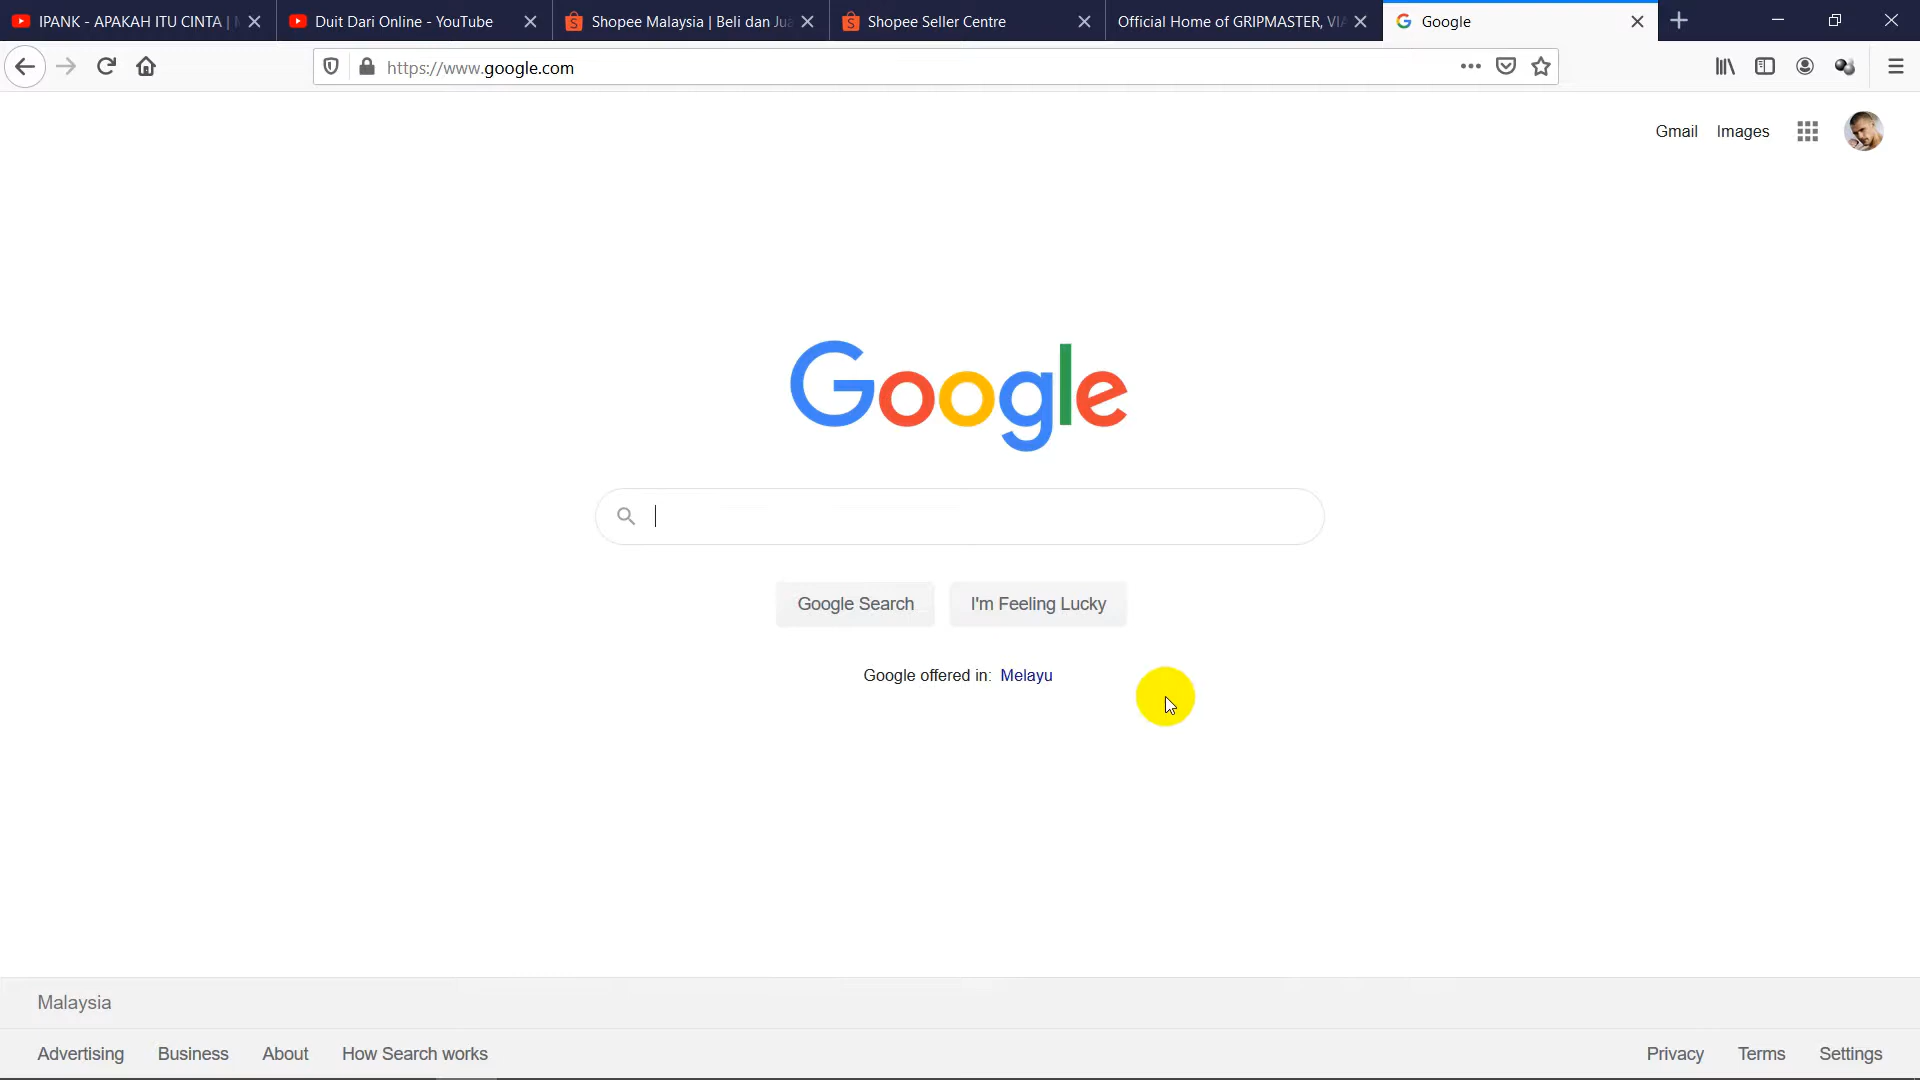 IPANK - APAKAH ITU CINTA |
Duit Dari Online - YouTube
Shopee Malaysia | Beli dan Jua
Shopee Seller Centre
Official Home of GRIPMASTER, VIA
Google
https://www.google.com
Gmail Images
Google
Google Search I'm Feeling Lucky
Google offered in: Melayu
Malaysia
Advertising Business About How Search works Privacy Terms Settings